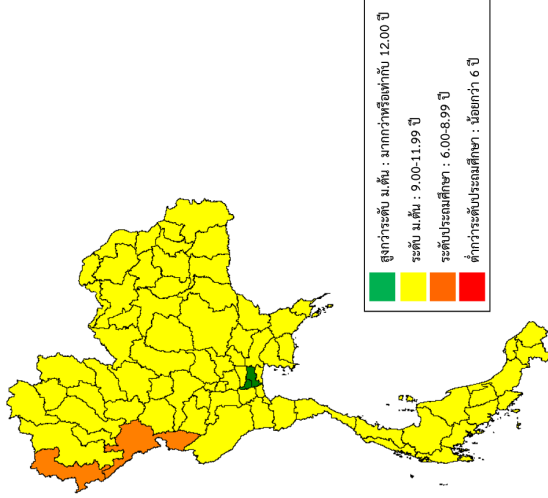 สูงกว่าระดับ ม.ต้น : มากกว่าหรือเท่ากับ 12.00 ปี
ระดับ ม.ต้น : 9.00-11.99 ปี
ระดับประถมศึกษา : 6.00-8.99 ปี
ต่ำกว่าระดับประถมศึกษา : น้อยกว่า 6 ปี